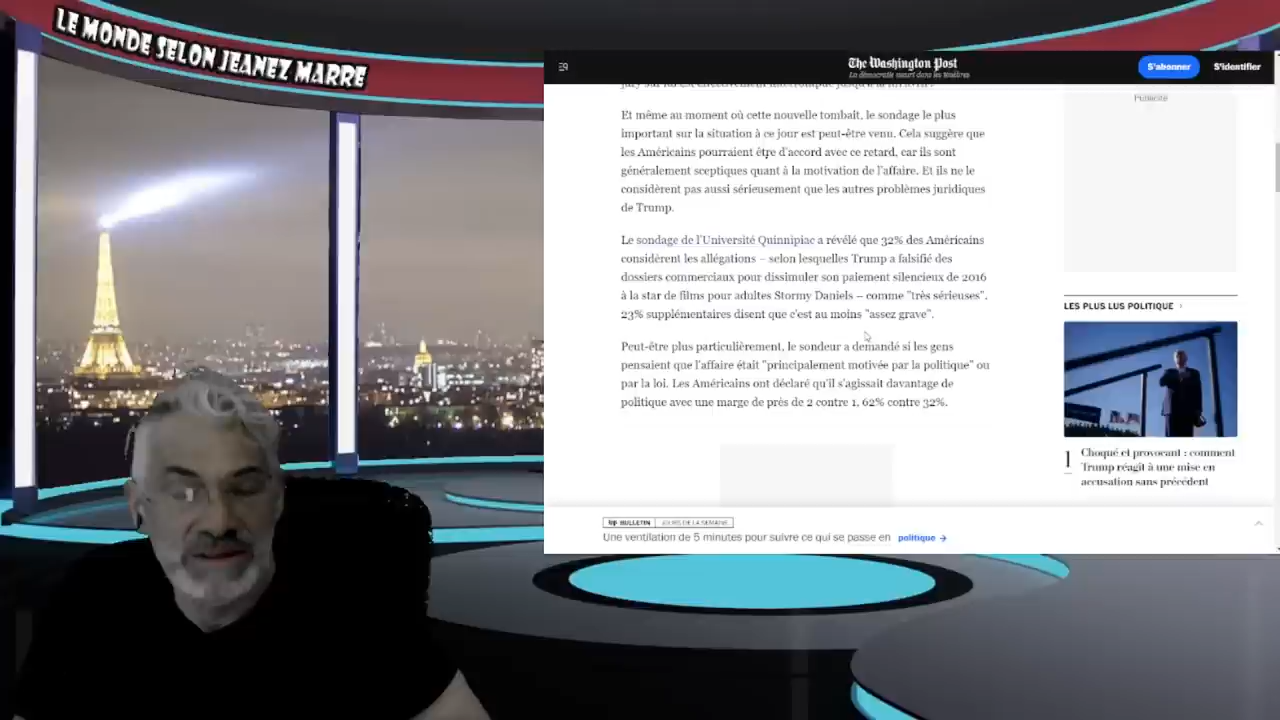 LE MONDE SELON JEANEZ MARRE
The Washington Post
La démocratie meurt dans les ténèbres
S'abonner
S'identifier
Publicité
Et même au moment où cette nouvelle tombait, le sondage le plus
important sur la situation à ce jour est peut-être venu. Cela suggère que
les Américains pourraient être d'accord avec ce retard, car ils sont
généralement sceptiques quant à la motivation de l'affaire. Et ils ne le
considèrent pas aussi sérieusement que les autres problèmes juridiques
de Trump.
Le sondage de l'Université Quinnipiac a révélé que 32% des Américains
considèrent les allégations – selon lesquelles Trump a falsifié des
dossiers commerciaux pour dissimuler son paiement silencieux de 2016
à la star de films pour adultes Stormy Daniels – comme "très sérieuses".
23% supplémentaires disent que c'est au moins "assez grave".
Peut-être plus particulièrement, le sondeur a demandé si les gens
pensaient que l'affaire était "principalement motivée par la politique" ou
par la loi. Les Américains ont déclaré qu'il s'agissait davantage de
politique avec une marge de près de 2 contre 1, 62% contre 32%.
LES PLUS LUS POLITIQUE
1 Choqué et provocant : comment
Trump réagit à une mise en
accusation sans précédent
BULLETIN JOURS DE LA SEMAINE
Une ventilation de 5 minutes pour suivre ce qui se passe en politique →